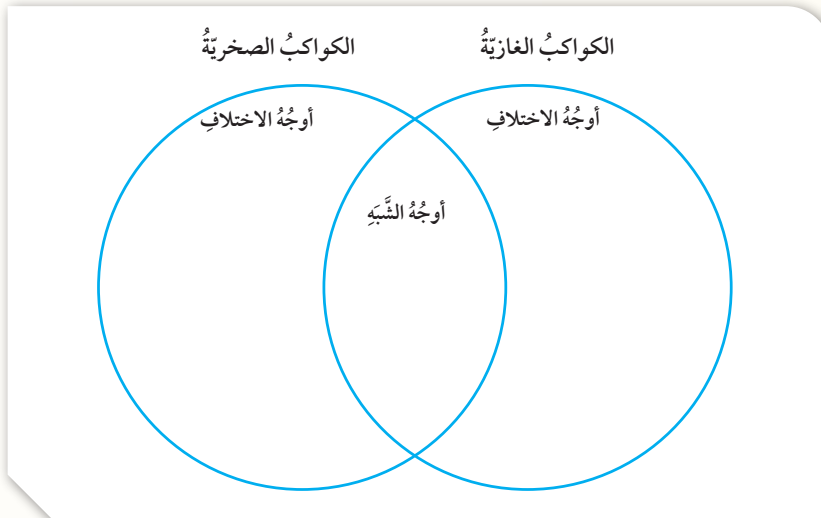 الكواكبُ الغازيّةُ
الكواكبُ الصخريّةُ
أوجُهُ الاختلافِ
أوجُهُ الاختلافِ
أوجُهُ الشَّبَهِ